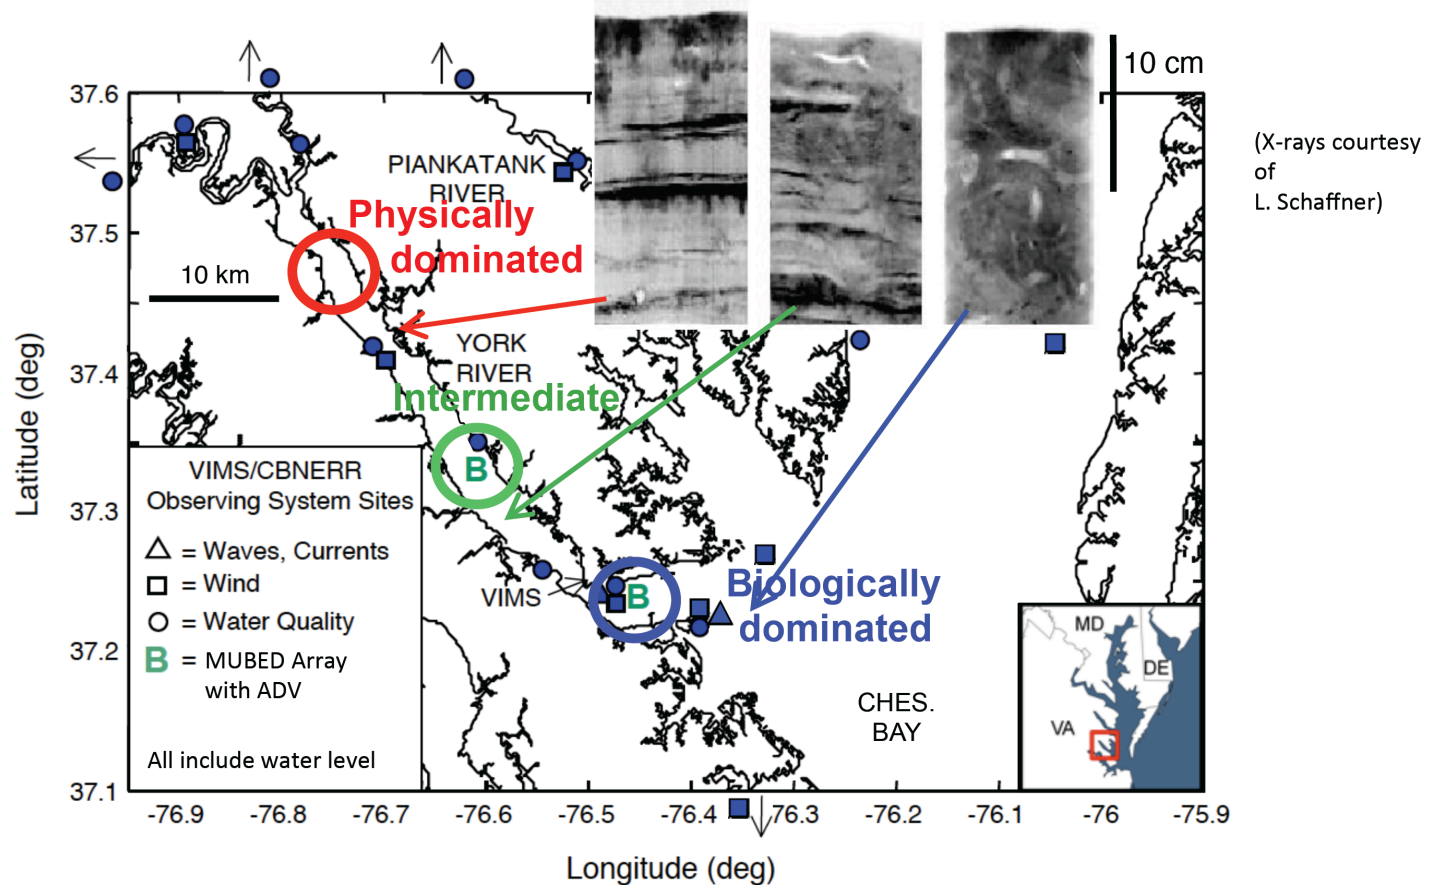 10 cm
(X-rays courtesy
of
L. Schaffner)
37.6
37.5
37.4
37.3
37.2
37.1
Latitude (deg)
PIANKATANK
RIVER
Physically
dominated
10 km
YORK
RIVER
Intermediate
B
VIMS
B
Biologically
dominated
CHES.
BAY
VIMS/CBNERR
Observing System Sites
= Waves, Currents
= Wind
= Water Quality
B = MUBED Array
with ADV
All include water level
MD
DE
VA
-76.9
-76.8
-76.7
-76.6
-76.5
-76.4
-76.3
-76.2
-76.1
-76
-75.9
Longitude (deg)